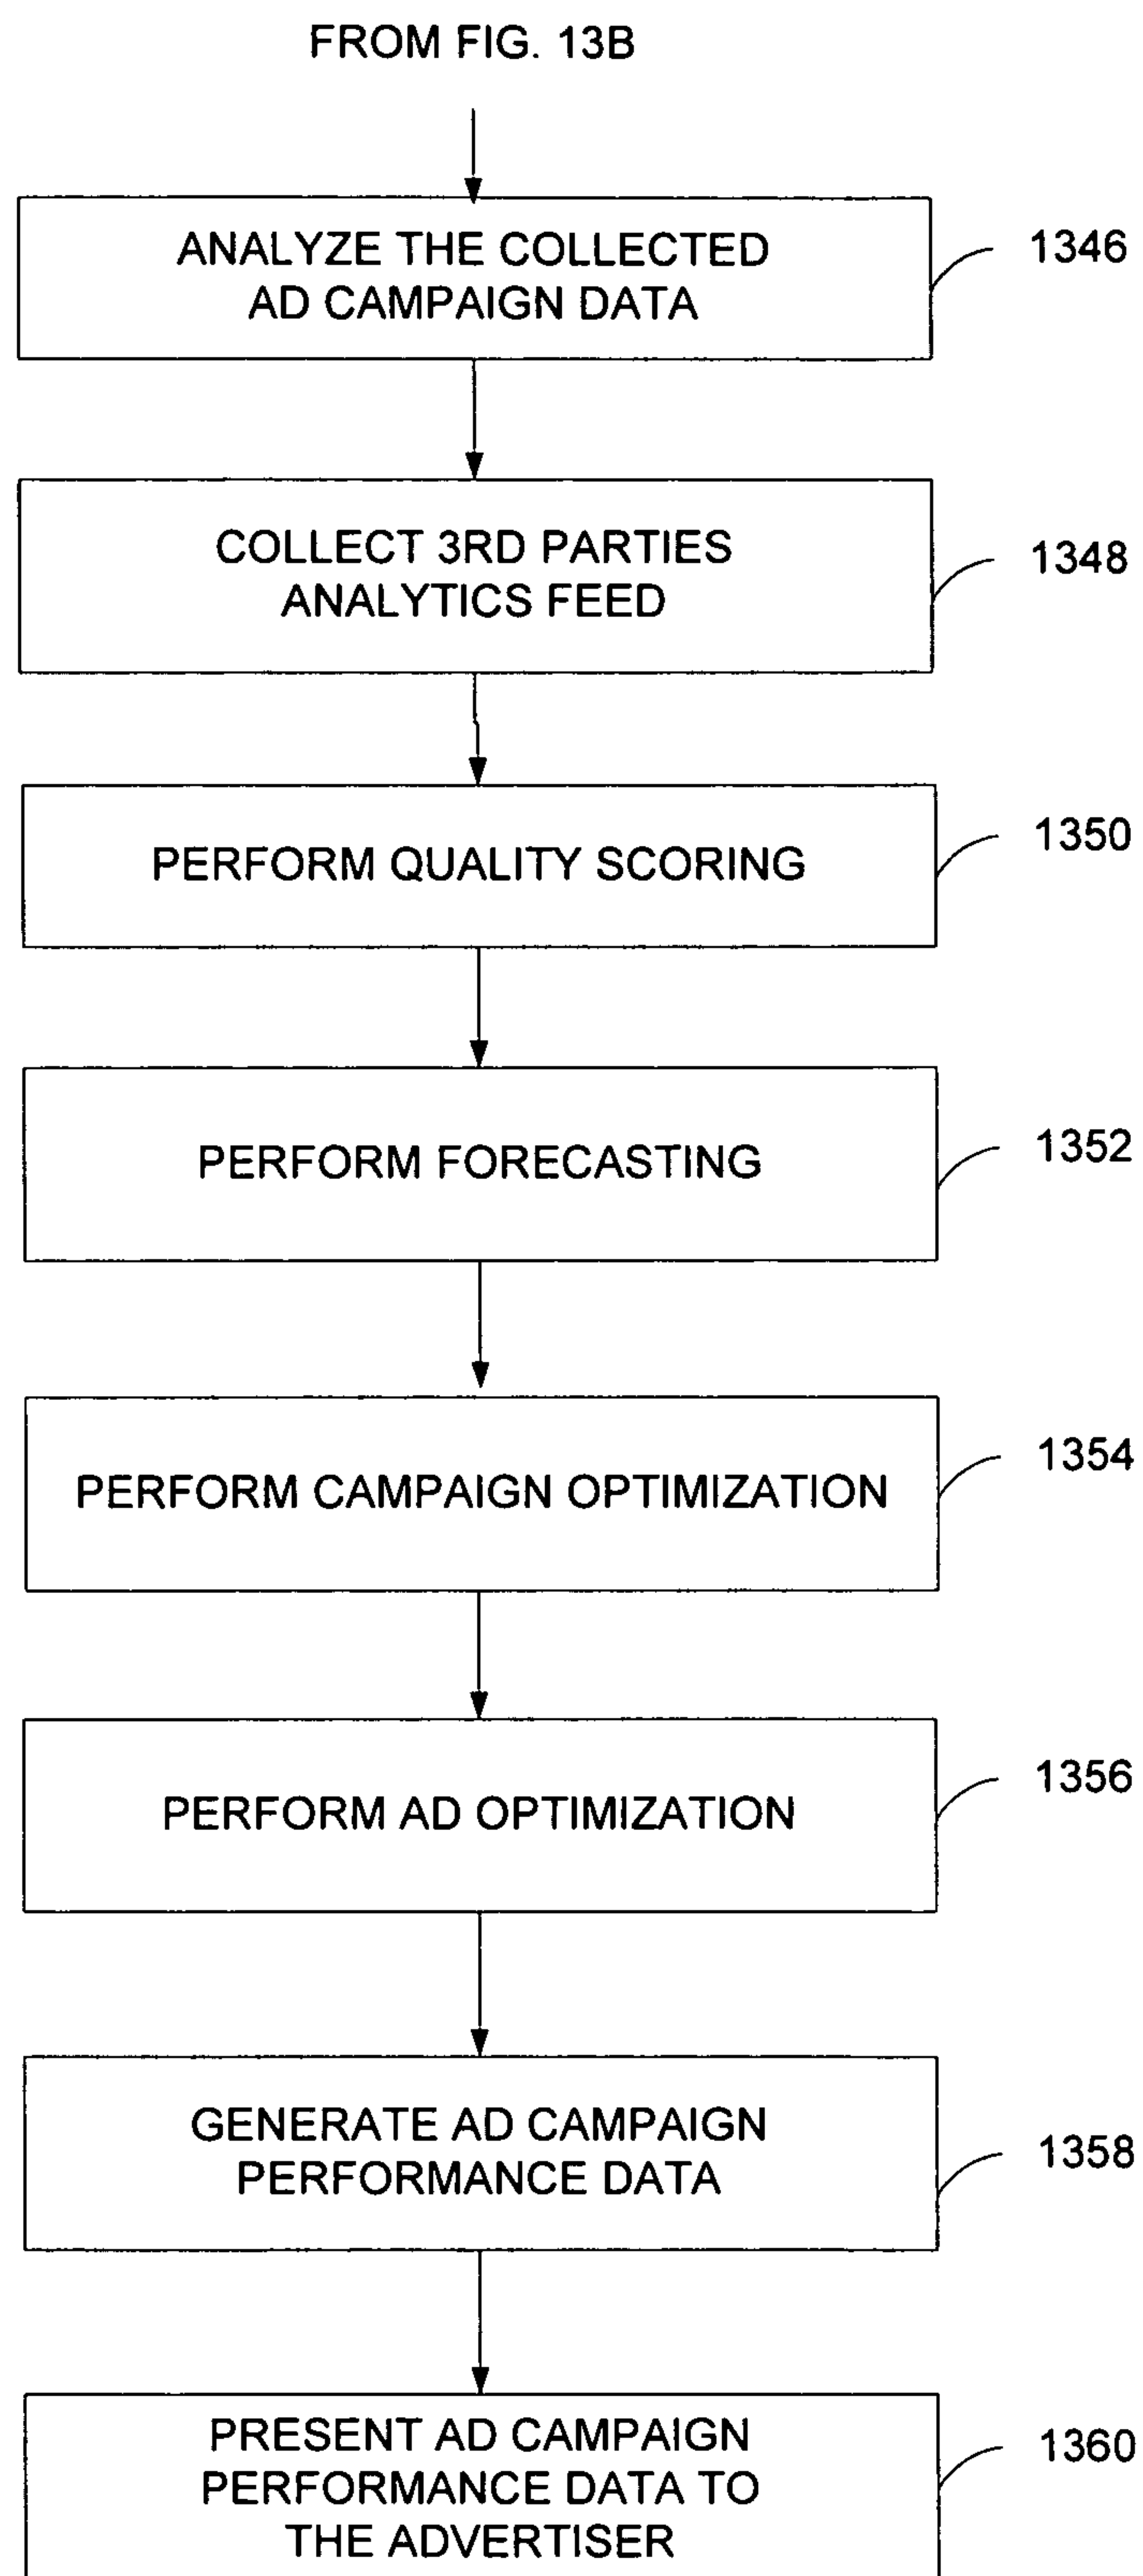 FROM FIG. 13B
ANALYZE THE COLLECTED
AD CAMPAIGN DATA
1346
COLLECT 3RD PARTIES
ANALYTICS FEED
1348
PERFORM QUALITY SCORING
1350
PERFORM FORECASTING
1352
PERFORM CAMPAIGN OPTIMIZATION
1354
PERFORM AD OPTIMIZATION
1356
GENERATE AD CAMPAIGN
PERFORMANCE DATA
1358
PRESENT AD CAMPAIGN
PERFORMANCE DATA TO
THE ADVERTISER
1360